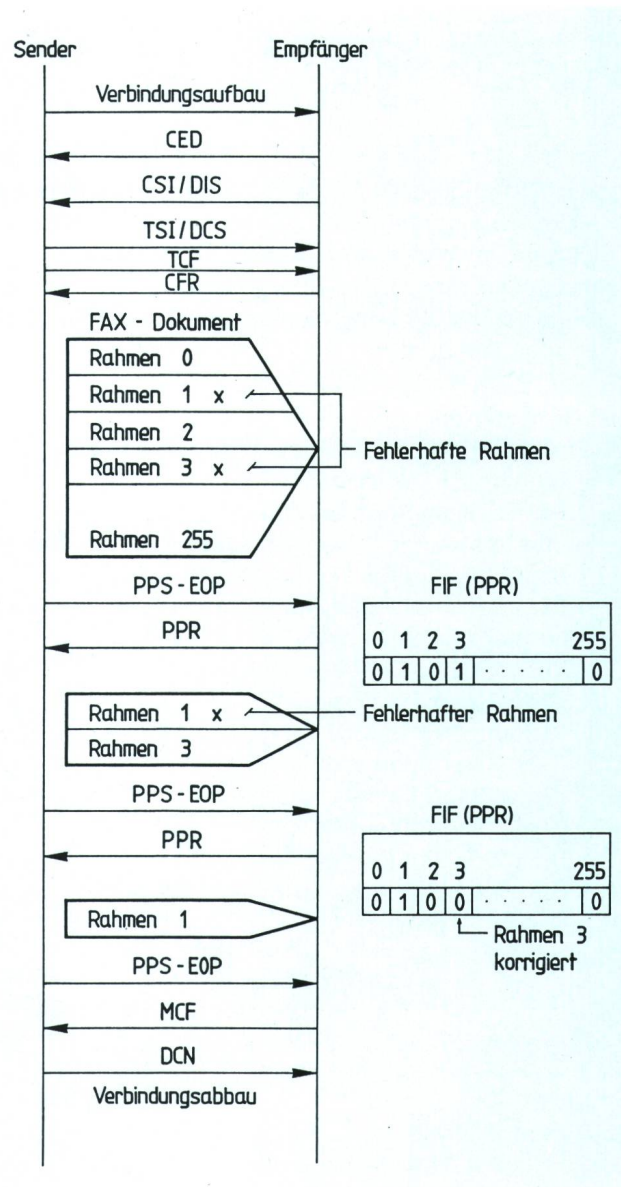 Sender Empfänger
Verbindungsaufbau
CED
CSI/DIS
TSI/DCS
TCF
CFR
FAX - Dokument
Rahmen 0
Rahmen 1 x
Rahmen 2
Rahmen 3 x
Fehlerhafte Rahmen
Rahmen 255
PPS-EOP
FIF (PPR)
PPR
0 1 2 3 255
0 1 0 1 · · · · · 0
Rahmen 1 x
Fehlerhafter Rahmen
Rahmen 3
PPS-EOP
FIF (PPR)
PPR
0 1 2 3 255
0 1 0 0 · · · · · 0
Rahmen 1
Rahmen 3
korrigiert
PPS-EOP
MCF
DCN
Verbindungsabbau